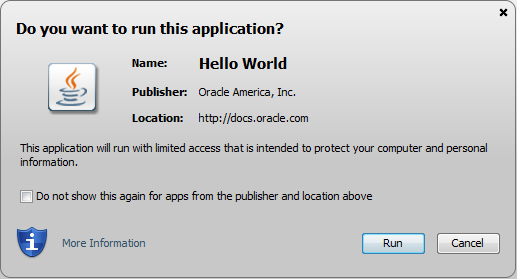 Do you want to run this application?
Name: Hello World
Publisher: Oracle America, Inc.
Location: http://docs.oracle.com
This application will run with limited access that is intended to protect your computer and personal
information.
Do not show this again for apps from the publisher and location above
More Information
Run Cancel